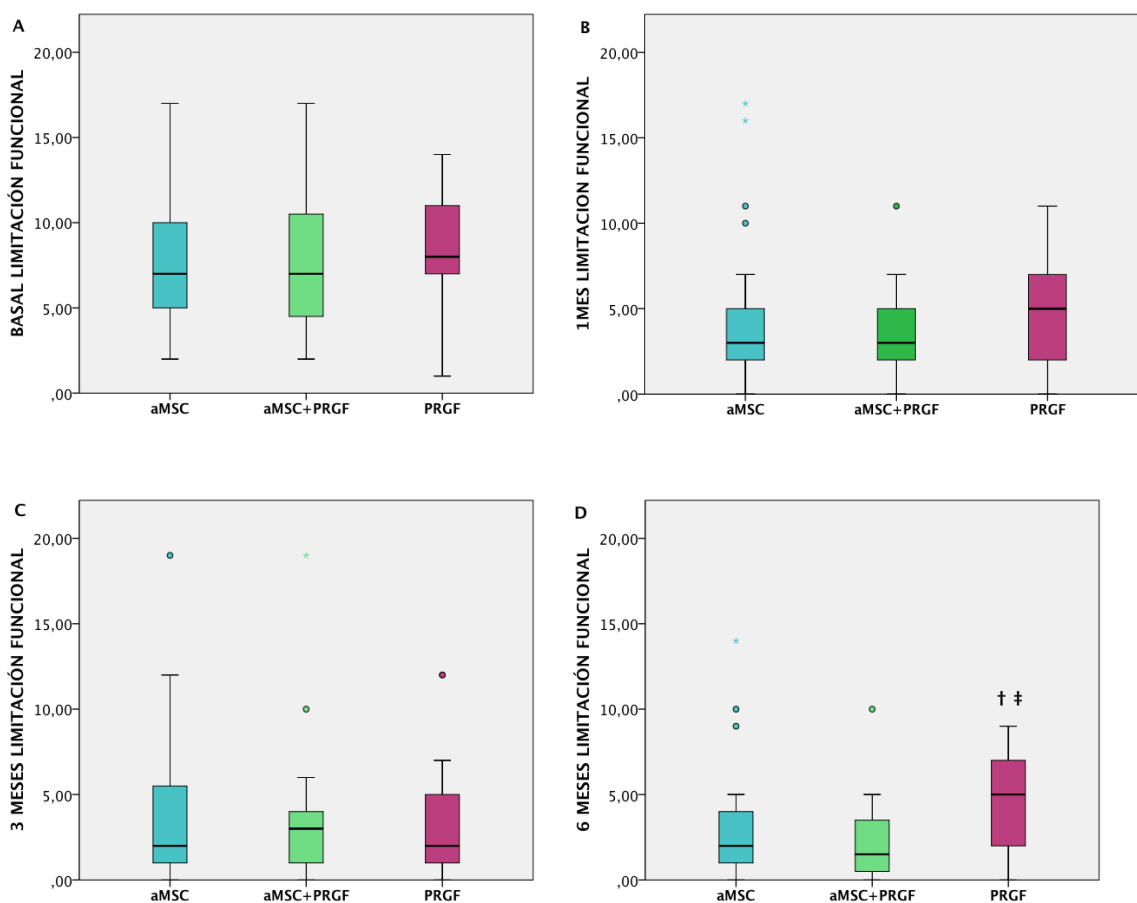 A
BASAL LIMITACIÓN FUNCIONAL
20,00
15,00
10,00
5,00
,00
aMSC aMSC+PRGF PRGF
B
1MES LIMITACION FUNCIONAL
20,00
15,00
10,00
5,00
,00
aMSC aMSC+PRGF PRGF
C
3 MESES LIMITACIÓN FUNCIONAL
20,00
15,00
10,00
5,00
,00
aMSC aMSC+PRGF PRGF
D
6 MESES LIMITACIÓN FUNCIONAL
20,00
15,00
10,00
5,00
,00
† ‡
aMSC aMSC+PRGF PRGF